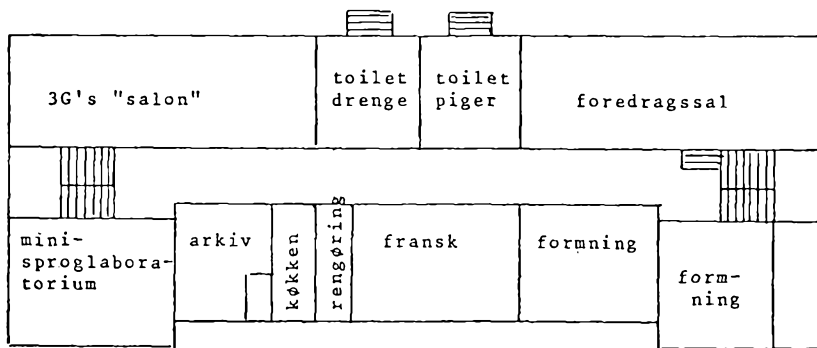 3G's "salon"
toilet
drenge
toilet
piger
foredragssal
mini-
sproglabora-
torium
arkiv
køkken
rengøring
fransk
formning
form-
ning